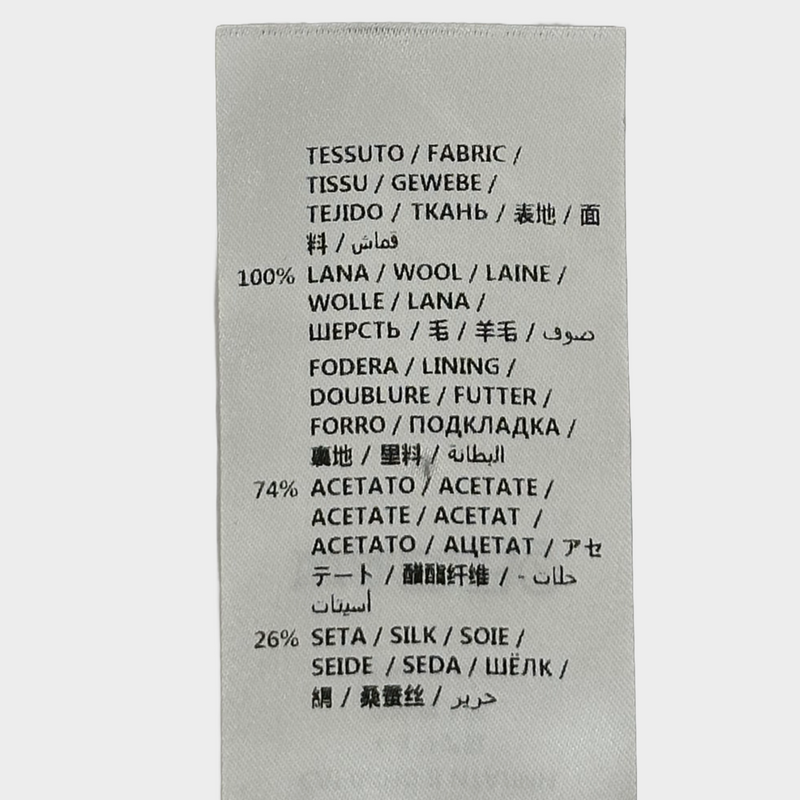 TESSUTO / FABRIC /
TISSU / GEWEBE /
TEJIDO / ТКАНЬ / 表地 / 面
料 / قماش
100% LANA / WOOL / LAINE /
WOLLE / LANA /
ШЕРСТЬ / 毛 / 羊毛 / صوف
FODERA / LINING /
DOUBLURE / FUTTER /
FORRO / ПОДКЛАДКА /
裏地 / 里料 / البطانة
74% ACETATO / ACETATE /
ACETATE / ACETAT /
ACETATO / АЦЕТАТ / アセ
テート / 醋酯纤维 / - خلات
أسيتات
26% SETA / SILK / SOIE /
SEIDE / SEDA / ШЁЛК /
絹 / 桑蚕丝 / حرير